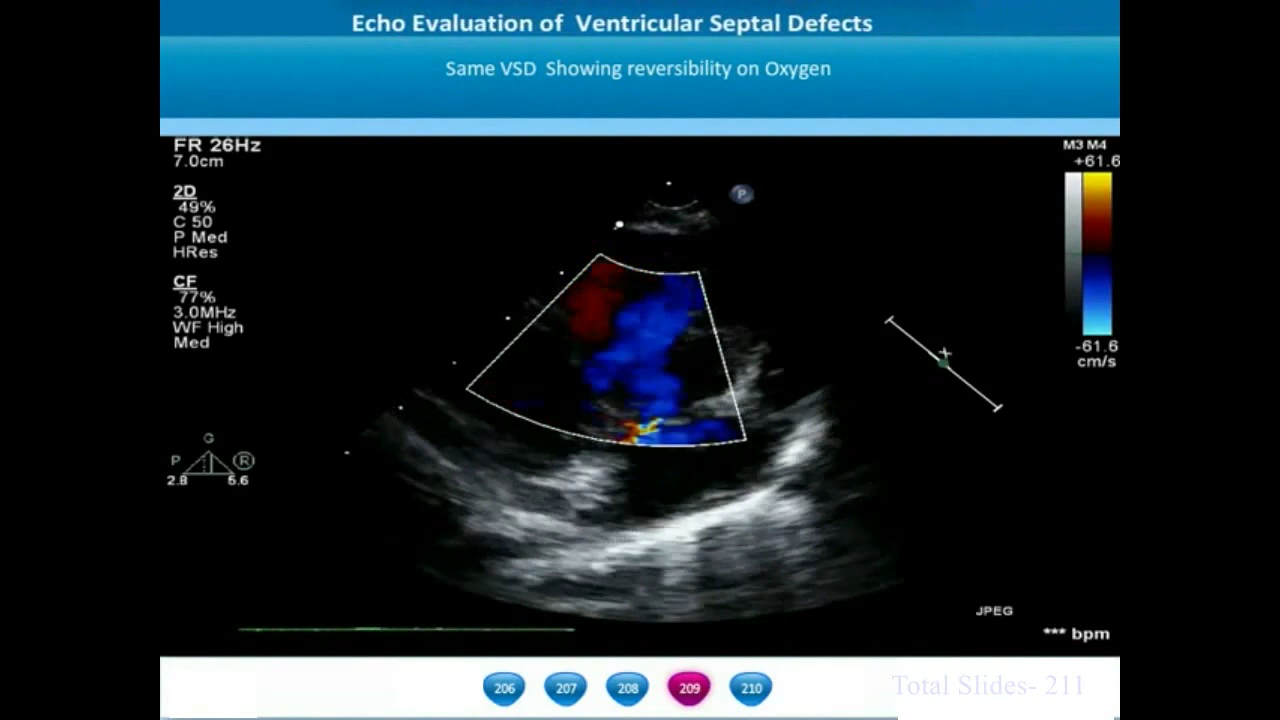 Echo Evaluation of Ventricular Septal Defects
Same VSD Showing reversibility on Oxygen
FR 26Hz
7.0cm
2D
49%
C 50
P Med
HRes
CF
77%
3.0MHz
WF High
Med
P
M3 M4
+61.6
-61.6
cm/s
G
P R
2.8 5.6
JPEG
*** bpm
206 207 208 209 210
Total Slides- 211